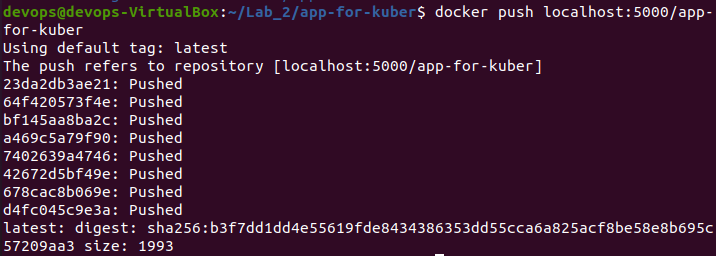 devops@devops-VirtualBox:~/Lab_2/app-for-kuber$ docker push localhost:5000/app-
for-kuber
Using default tag: latest
The push refers to repository [localhost:5000/app-for-kuber]
23da2db3ae21: Pushed
64f420573f4e: Pushed
bf145aa8ba2c: Pushed
a469c5a79f90: Pushed
7402639a4746: Pushed
42672d5bf49e: Pushed
678cac8b069e: Pushed
d4fc045c9e3a: Pushed
latest: digest: sha256:b3f7dd1dd4e55619fde8434386353dd55cca6a825acf8be58e8b695c
57209aa3 size: 1993